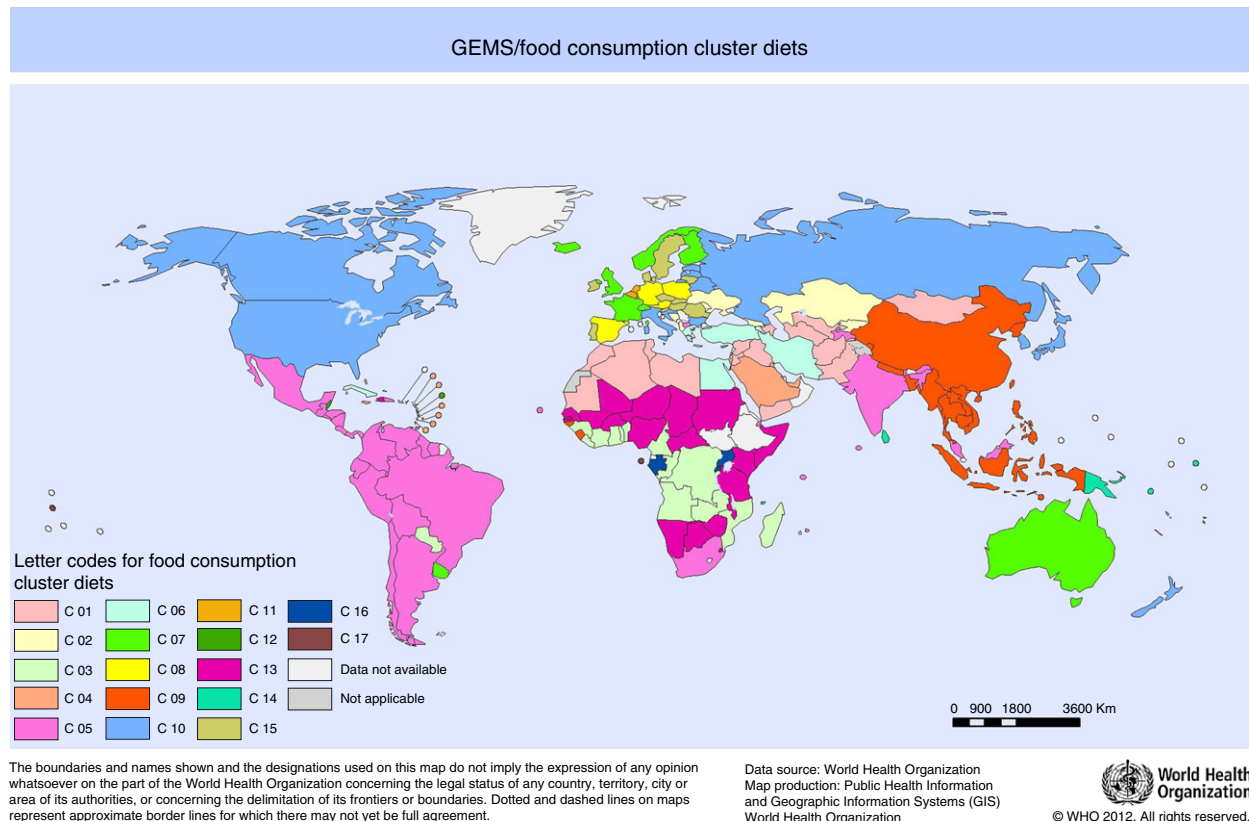 GEMS/food consumption cluster diets
Letter codes for food consumption
cluster diets
C 01
C 02
C 03
C 04
C 05
C 06
C 07
C 08
C 09
C 10
C 11
C 12
C 13
C 14
C 15
C 16
C 17
Data not available
Not applicable
0 900 1800 3600 Km
The boundaries and names shown and the designations used on this map do not imply the expression of any opinion
whatsoever on the part of the World Health Organization concerning the legal status of any country, territory, city or
area of its authorities, or concerning the delimitation of its frontiers or boundaries. Dotted and dashed lines on maps
represent approximate border lines for which there may not yet be full agreement.
Data source: World Health Organization
Map production: Public Health Information
and Geographic Information Systems (GIS)
World Health Organization
World Health
Organization
© WHO 2012. All rights reserved.